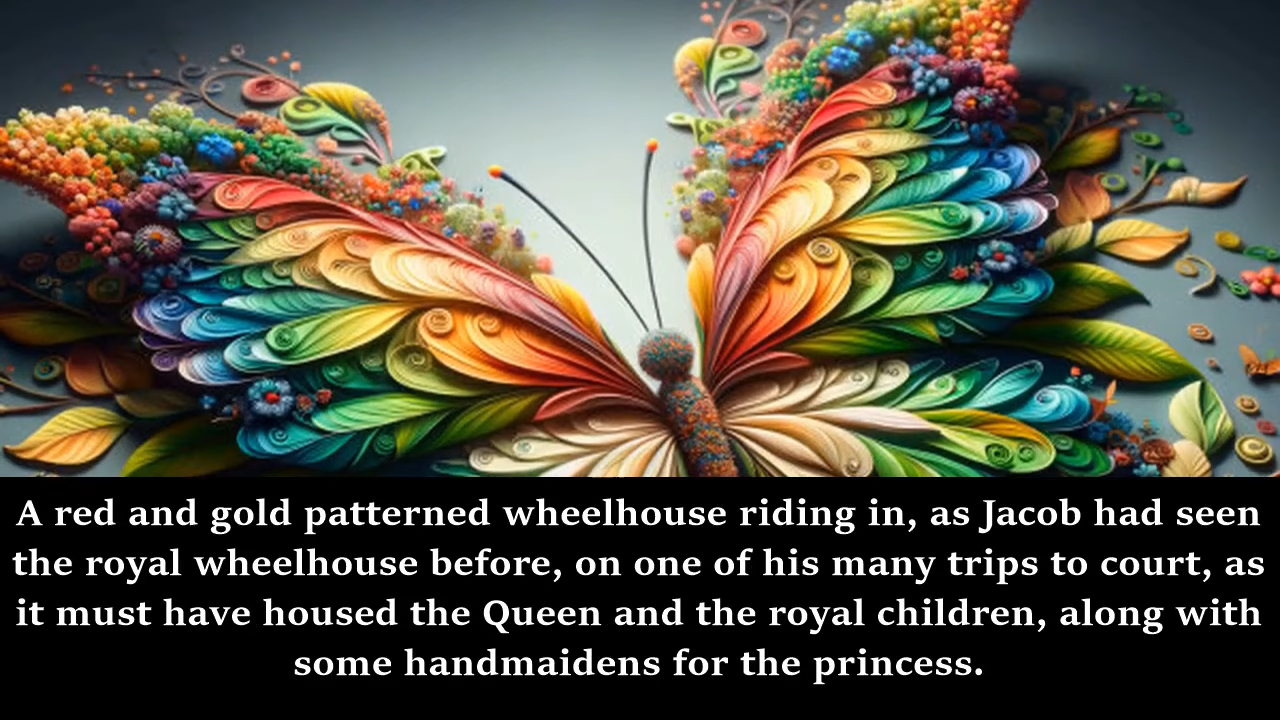 A red and gold patterned wheelhouse riding in, as Jacob had seen
the royal wheelhouse before, on one of his many trips to court, as
it must have housed the Queen and the royal children, along with
some handmaidens for the princess.